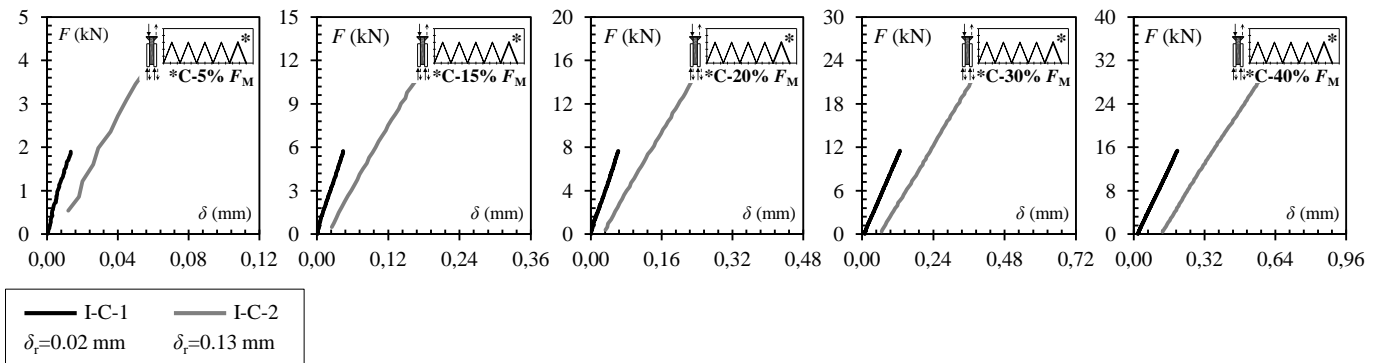 F (kN)
*
*C-5% FM
δ (mm)
5
4
3
2
1
0
0,00 0,04 0,08 0,12
F (kN)
*
*C-15% FM
δ (mm)
15
12
9
6
3
0
0,00 0,12 0,24 0,36
F (kN)
*
*C-20% FM
δ (mm)
20
16
12
8
4
0
0,00 0,16 0,32 0,48
F (kN)
*
*C-30% FM
δ (mm)
30
24
18
12
6
0
0,00 0,24 0,48 0,72
F (kN)
*
*C-40% FM
δ (mm)
40
32
24
16
8
0
0,00 0,32 0,64 0,96
I-C-1 I-C-2
δr=0.02 mm δr=0.13 mm